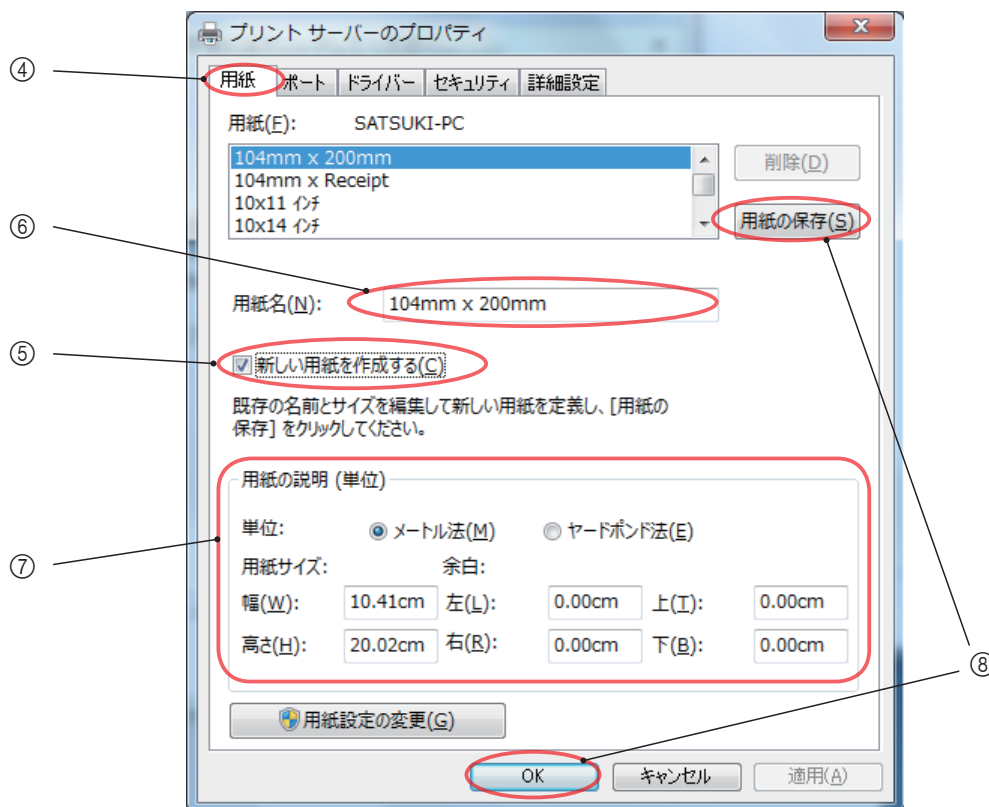 プリント サーバーのプロパティ
④
用紙 ポート ドライバー セキュリティ 詳細設定
用紙(F): SATSUKI-PC
104mm x 200mm
104mm x Receipt
10x11 インチ
10x14 インチ
削除(D)
用紙の保存(S)
⑥
用紙名(N): 104mm x 200mm
⑤
新しい用紙を作成する(C)
既存の名前とサイズを編集して新しい用紙を定義し、[用紙の
保存] をクリックしてください。
用紙の説明 (単位)
単位: メートル法(M) ヤードポンド法(E)
⑦
用紙サイズ: 余白:
幅(W): 10.41cm 左(L): 0.00cm 上(T): 0.00cm
高さ(H): 20.02cm 右(R): 0.00cm 下(B): 0.00cm
⑧
用紙設定の変更(G)
OK キャンセル 適用(A)